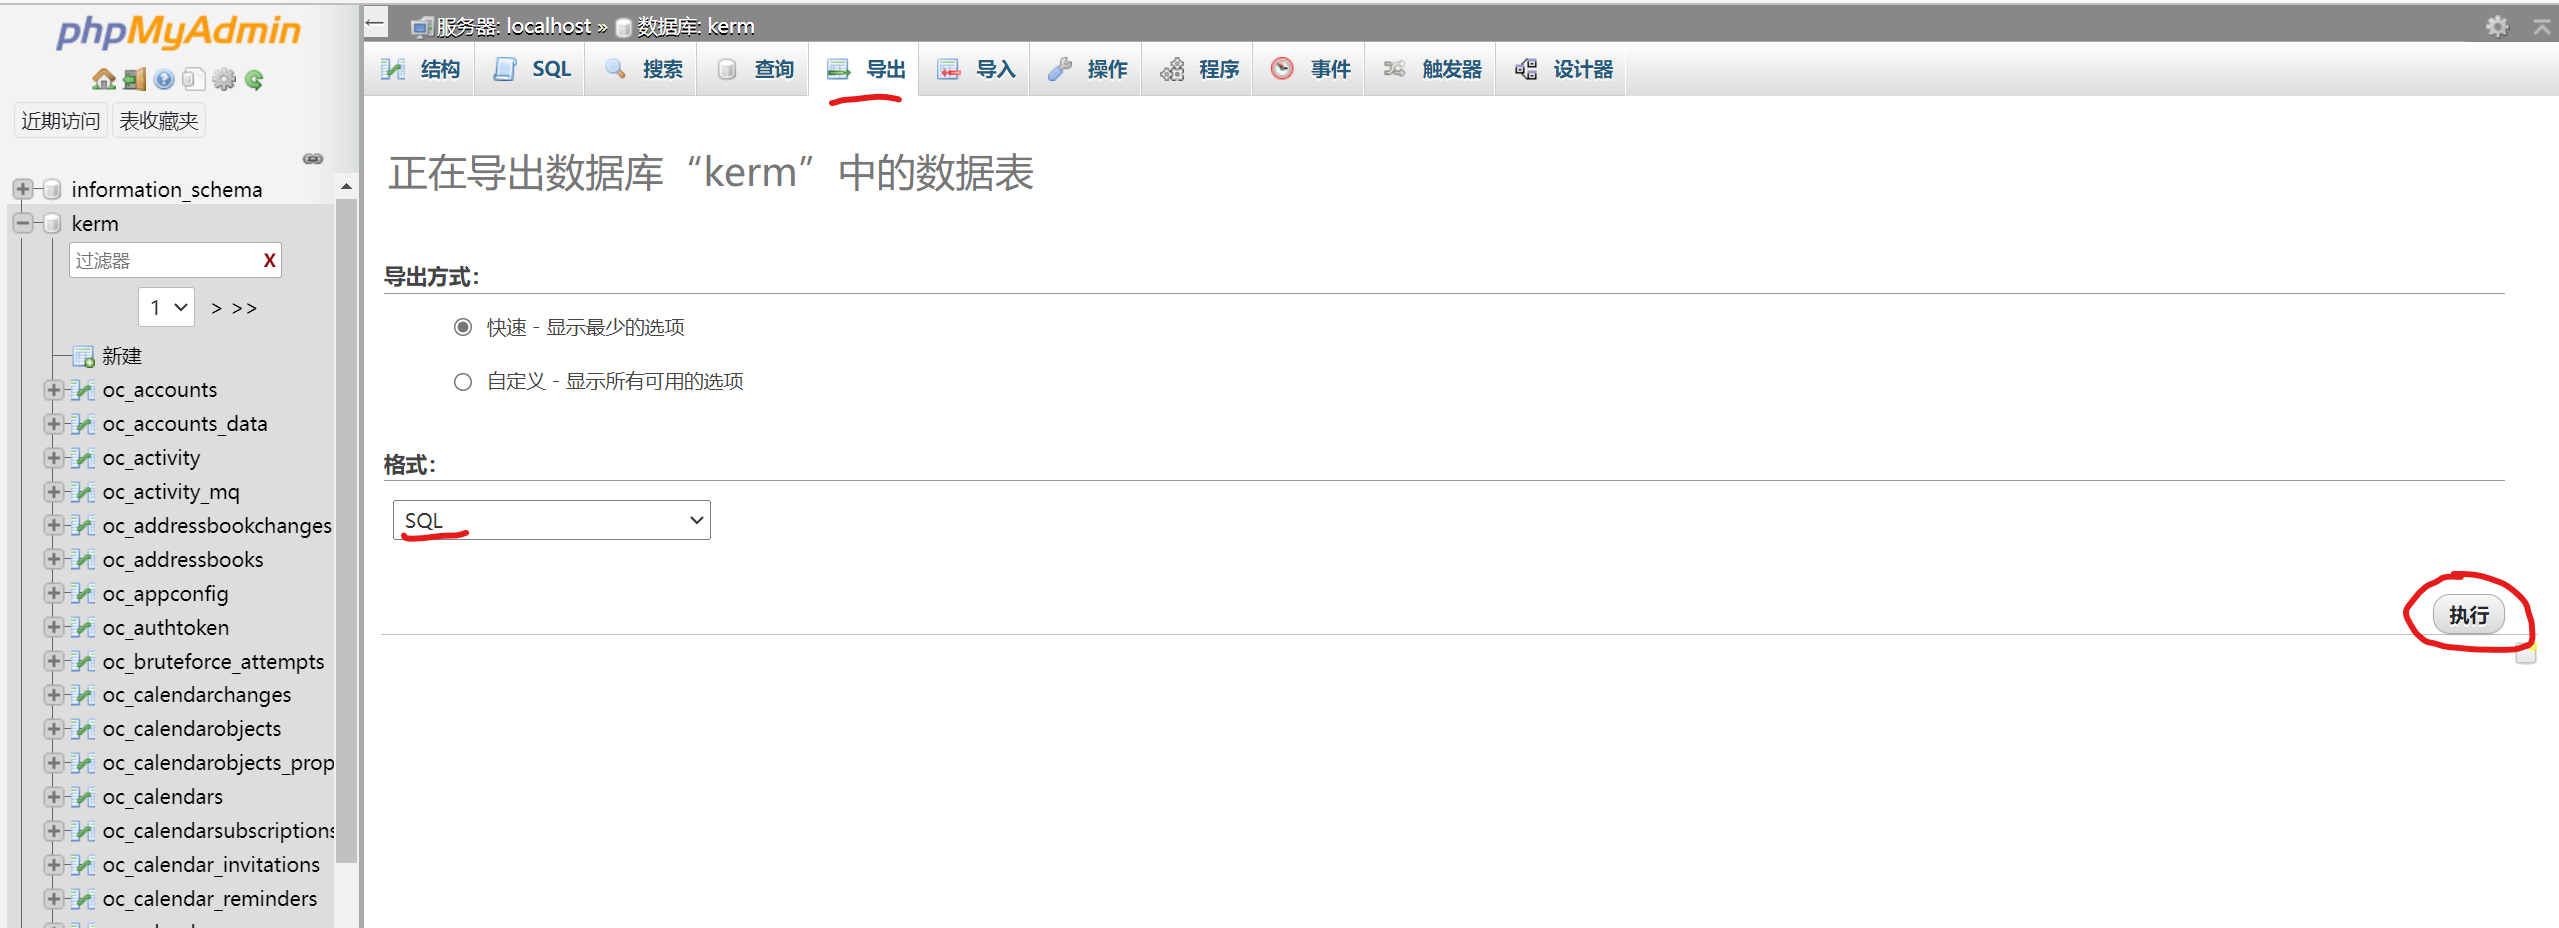 phpMyAdmin
近期访问 表收藏夹
information_schema
kerm
过滤器 X
1 > >>
新建
oc_accounts
oc_accounts_data
oc_activity
oc_activity_mq
oc_addressbookchanges
oc_addressbooks
oc_appconfig
oc_authtoken
oc_bruteforce_attempts
oc_calendarchanges
oc_calendarobjects
oc_calendarobjects_prop
oc_calendars
oc_calendarsubscriptions
oc_calendar_invitations
oc_calendar_reminders
服务器: localhost » 数据库: kerm
结构 SQL 搜索 查询 导出 导入 操作 程序 事件 触发器 设计器
正在导出数据库“kerm”中的数据表
导出方式：
快速 - 显示最少的选项
自定义 - 显示所有可用的选项
格式：
SQL
执行